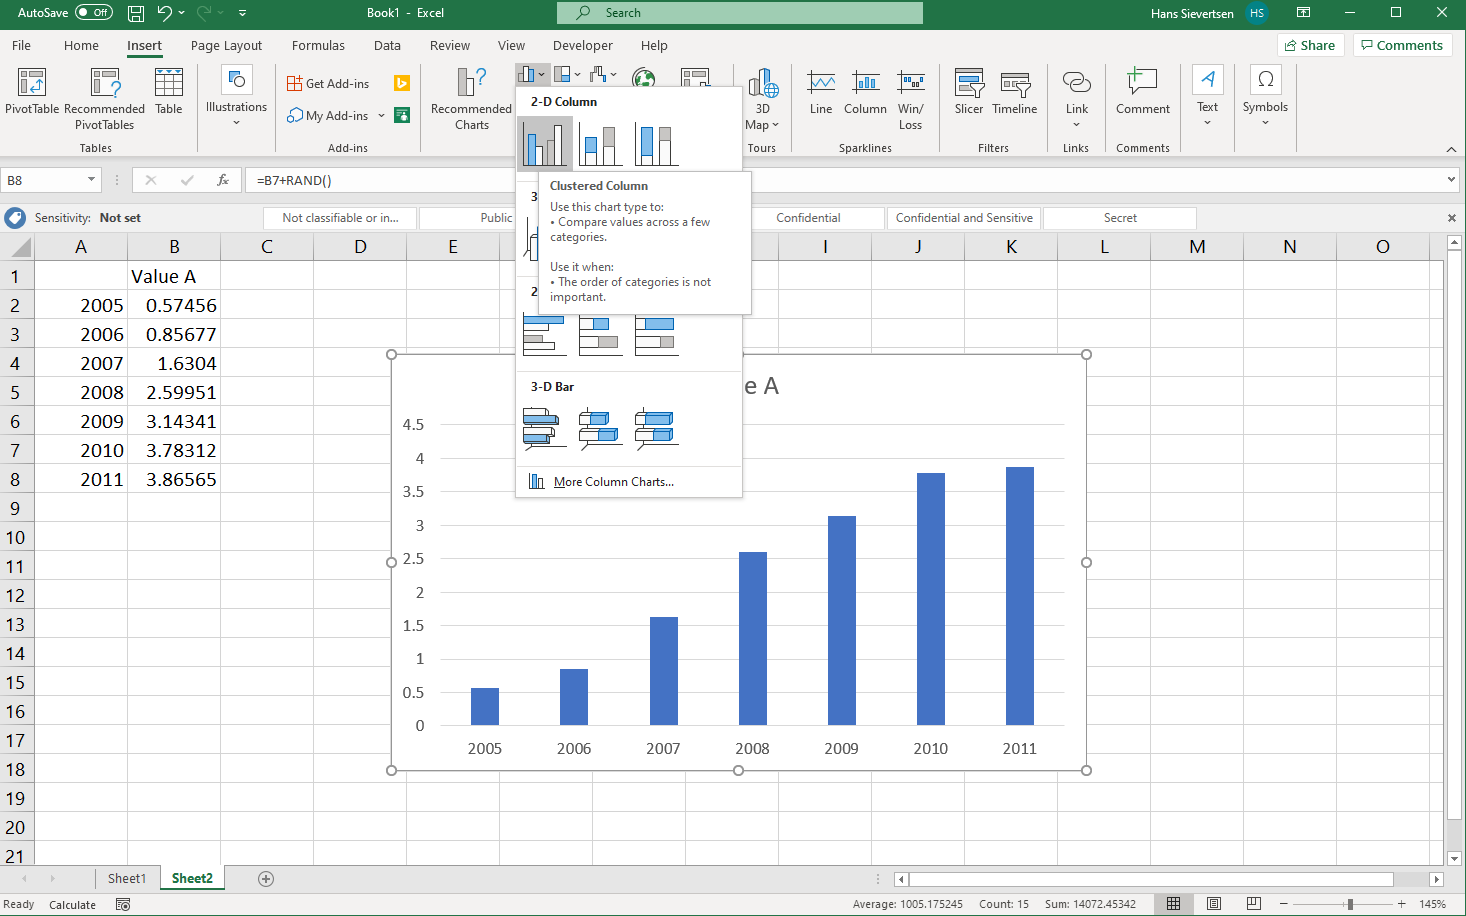 AutoSave Off
Book1 - Excel
Search
Hans Sievertsen HS
File Home Insert Page Layout Formulas Data Review View Developer Help
Share Comments
PivotTable
Recommended
PivotTables
Table
Tables
Illustrations
Get Add-ins
My Add-ins
Add-ins
Recommended
Charts
3D
Map
Tours
Line
Column
Win/
Loss
Sparklines
Slicer
Timeline
Filters
Link
Links
Comment
Comments
Text
Symbols
B8
fx
=B7+RAND()
Sensitivity: Not set
Not classifiable or in...
Public
Confidential
Confidential and Sensitive
Secret
2-D Column
Clustered Column
Use this chart type to:
• Compare values across a few
categories.
Use it when:
• The order of categories is not
important.
3
2
3-D Bar
More Column Charts...
A B C D E I J K L M N O
1 Value A
2 2005 0.57456
3 2006 0.85677
4 2007 1.6304
5 2008 2.59951
6 2009 3.14341
7 2010 3.78312
8 2011 3.86565
9
10
11
12
13
14
15
16
17
18
19
20
21
e A
4.5
4
3.5
3
2.5
2
1.5
1
0.5
0
2005 2006 2007 2008 2009 2010 2011
Sheet1 Sheet2
Ready Calculate
Average: 1005.175245 Count: 15 Sum: 14072.45342
145%